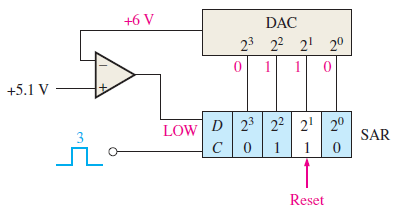 +6 V
DAC
2³ 2² 2¹ 2⁰
0 1 1 0
−
+5.1 V
+
LOW
D 2³ 2² 2¹ 2⁰
SAR
3
C 0 1 1 0
Reset